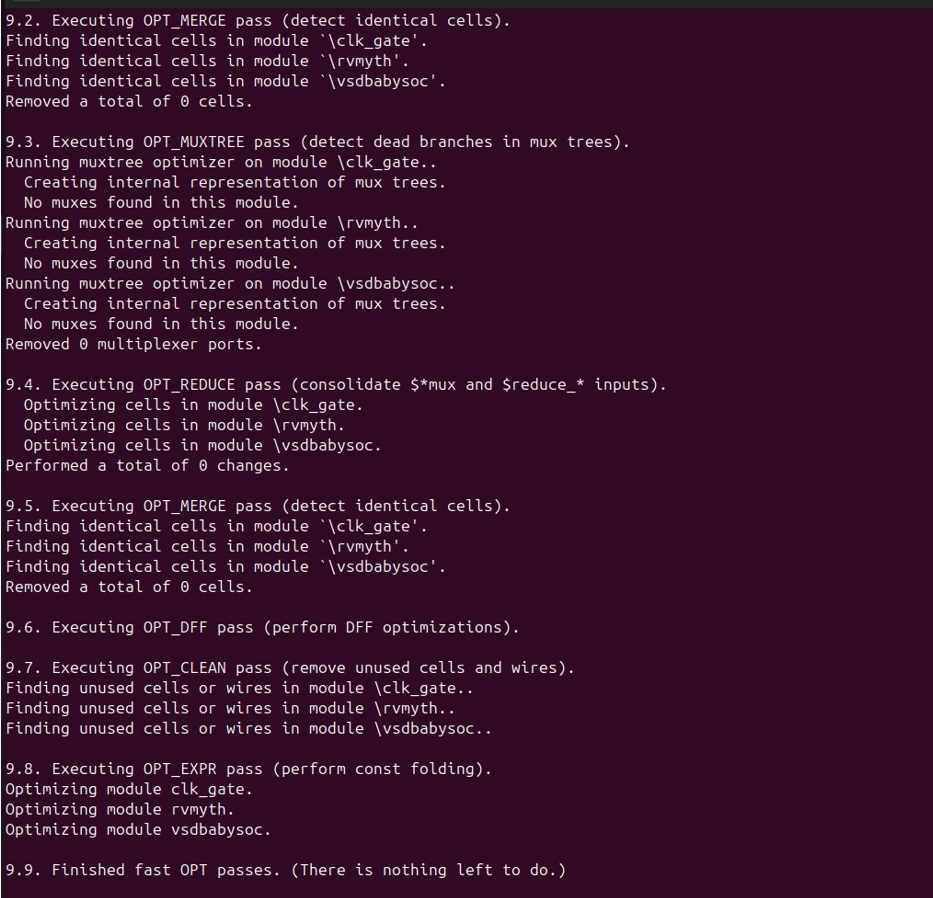 9.2. Executing OPT_MERGE pass (detect identical cells).
Finding identical cells in module `\clk_gate'.
Finding identical cells in module `\rvmyth'.
Finding identical cells in module `\vsdbabysoc'.
Removed a total of 0 cells.

9.3. Executing OPT_MUXTREE pass (detect dead branches in mux trees).
Running muxtree optimizer on module \clk_gate..
  Creating internal representation of mux trees.
  No muxes found in this module.
Running muxtree optimizer on module \rvmyth..
  Creating internal representation of mux trees.
  No muxes found in this module.
Running muxtree optimizer on module \vsdbabysoc..
  Creating internal representation of mux trees.
  No muxes found in this module.
Removed 0 multiplexer ports.

9.4. Executing OPT_REDUCE pass (consolidate $*mux and $reduce_* inputs).
  Optimizing cells in module \clk_gate.
  Optimizing cells in module \rvmyth.
  Optimizing cells in module \vsdbabysoc.
Performed a total of 0 changes.

9.5. Executing OPT_MERGE pass (detect identical cells).
Finding identical cells in module `\clk_gate'.
Finding identical cells in module `\rvmyth'.
Finding identical cells in module `\vsdbabysoc'.
Removed a total of 0 cells.

9.6. Executing OPT_DFF pass (perform DFF optimizations).

9.7. Executing OPT_CLEAN pass (remove unused cells and wires).
Finding unused cells or wires in module \clk_gate..
Finding unused cells or wires in module \rvmyth..
Finding unused cells or wires in module \vsdbabysoc..

9.8. Executing OPT_EXPR pass (perform const folding).
Optimizing module clk_gate.
Optimizing module rvmyth.
Optimizing module vsdbabysoc.

9.9. Finished fast OPT passes. (There is nothing left to do.)